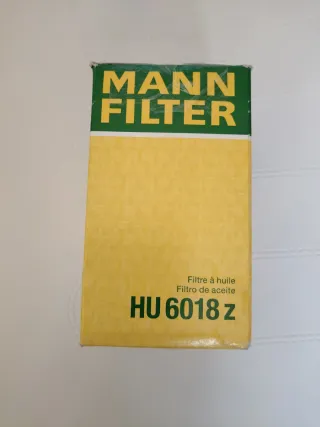 MANN
FILTER
Filtre à huile
Filtro de aceite
HU 6018 z